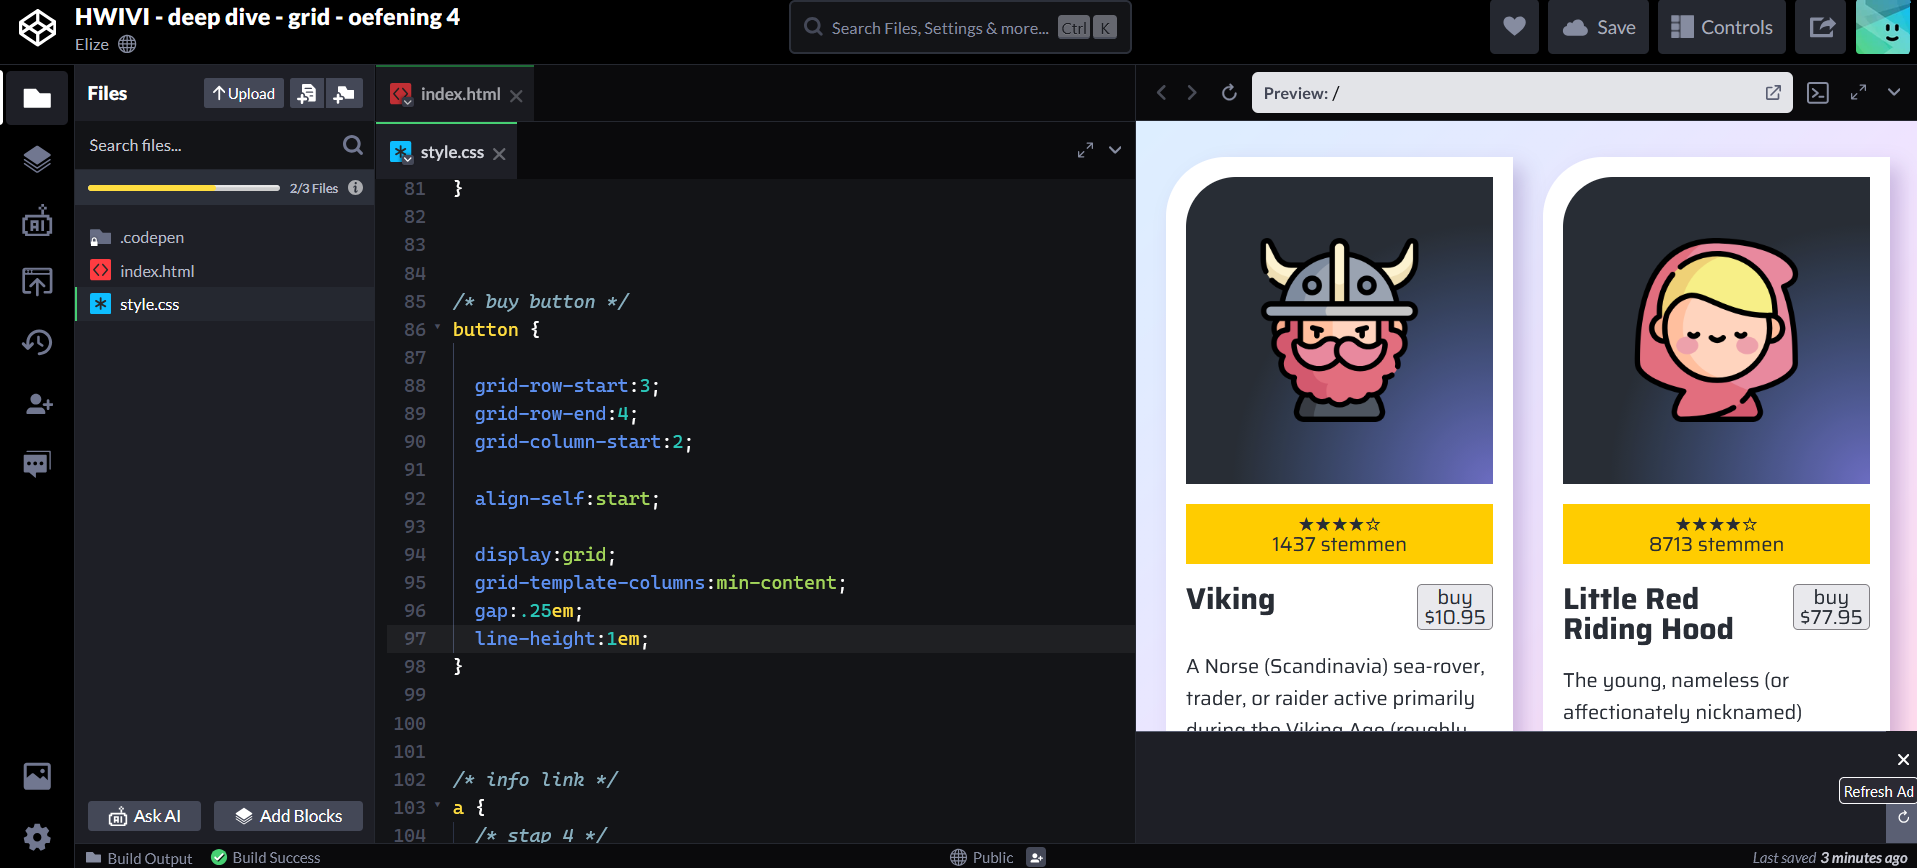 HWIVI - deep dive - grid - oefening 4
Elize
Search Files, Settings & more... Ctrl K
Save
Controls
Files
Upload
Search files...
2/3 Files
.codepen
index.html
style.css
Ask AI
Add Blocks
index.html
style.css
81 }
82
83
84
85 /* buy button */
86 button {
87
88 grid-row-start:3;
89 grid-row-end:4;
90 grid-column-start:2;
91
92 align-self:start;
93
94 display:grid;
95 grid-template-columns:min-content;
96 gap:.25em;
97 line-height:1em;
98 }
99
100
101
102 /* info link */
103 a {
104 /* stap 4 */
Preview: /
★★★★☆
1437 stemmen
Viking
buy
$10.95
A Norse (Scandinavia) sea-rover,
trader, or raider active primarily
during the Viking Age (roughly
★★★★☆
8713 stemmen
Little Red
Riding Hood
buy
$77.95
The young, nameless (or
affectionately nicknamed)
Refresh Ad
Build Output
Build Success
Public
Last saved 3 minutes ago